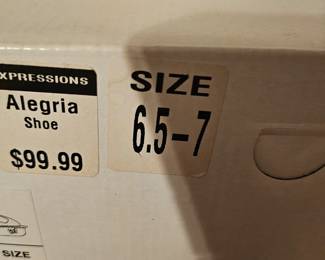 XPRESSIONS
Alegria
Shoe
$99.99
SIZE
6.5-7
SIZE